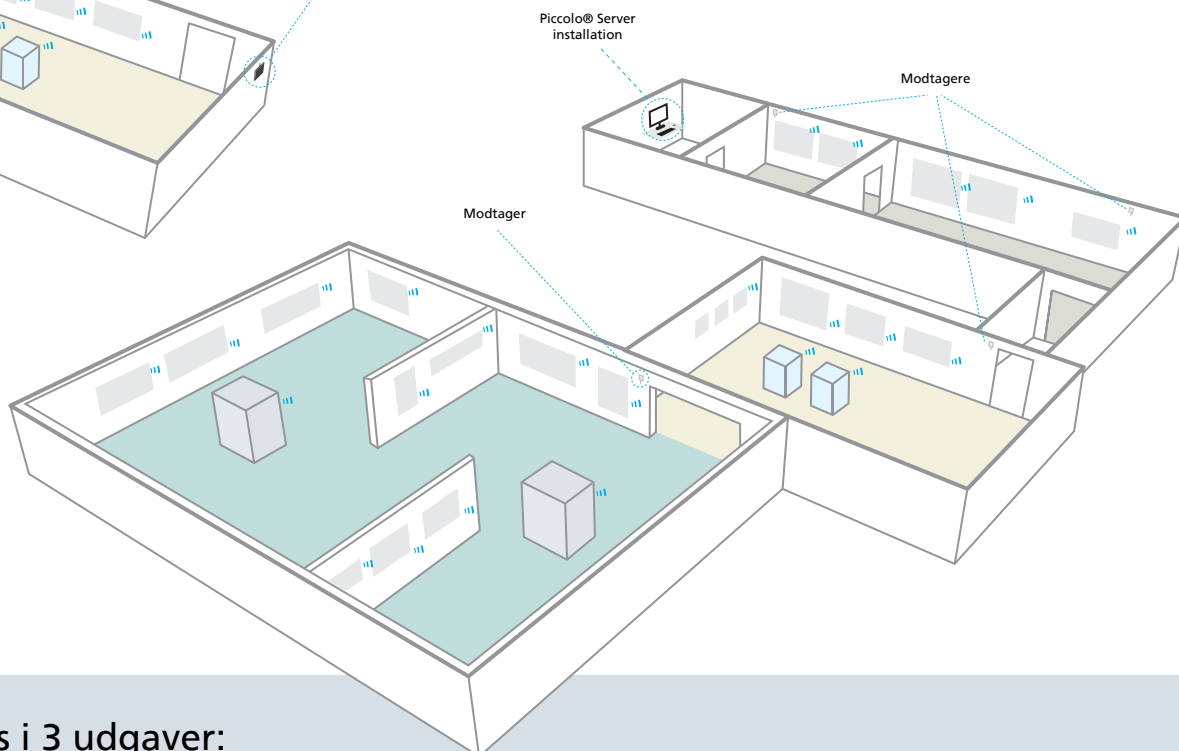 Piccolo® Server
installation
Modtagere
Modtager
i 3 udgaver: